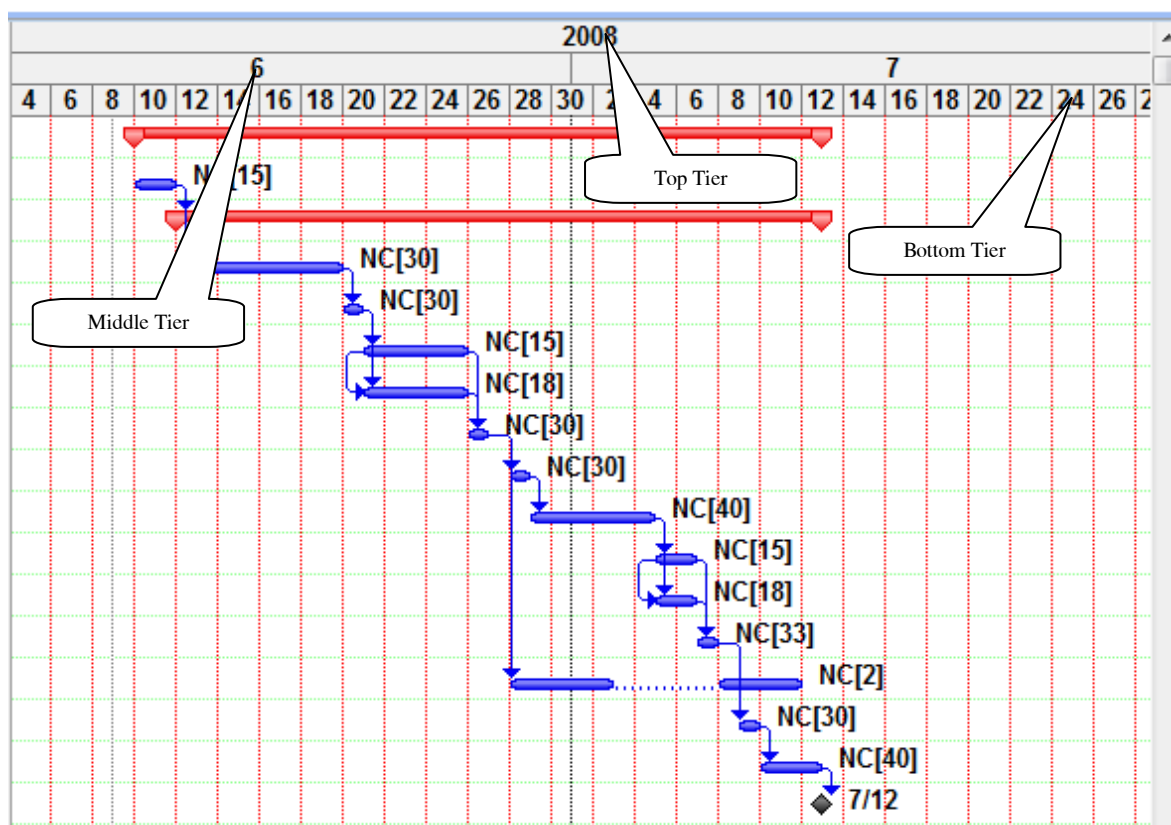 2008
6 7
4 6 8 10 12 14 16 18 20 22 24 26 28 30 2 4 6 8 10 12 14 16 18 20 22 24 26 2
Top Tier
NC[15]
Bottom Tier
NC[30]
NC[30]
Middle Tier
NC[15]
NC[18]
NC[30]
NC[30]
NC[40]
NC[15]
NC[18]
NC[33]
NC[2]
NC[30]
NC[40]
7/12